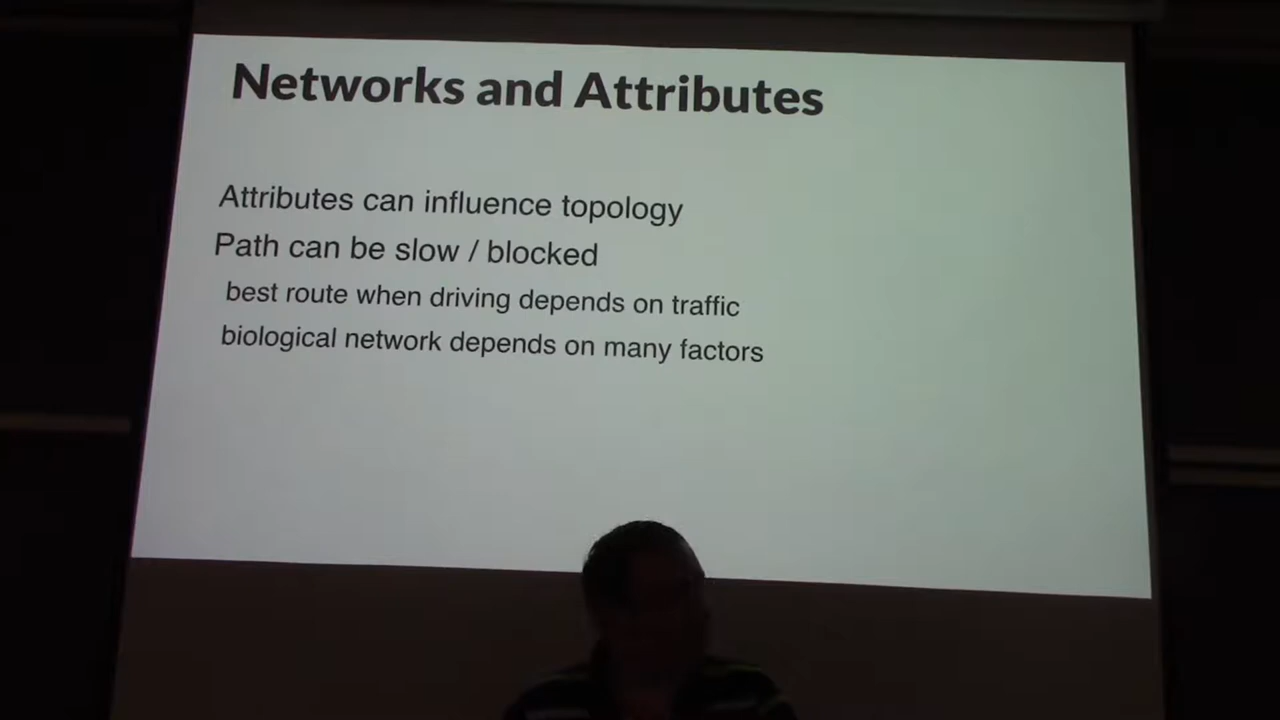 Networks and Attributes
Attributes can influence topology
Path can be slow / blocked
best route when driving depends on traffic
biological network depends on many factors